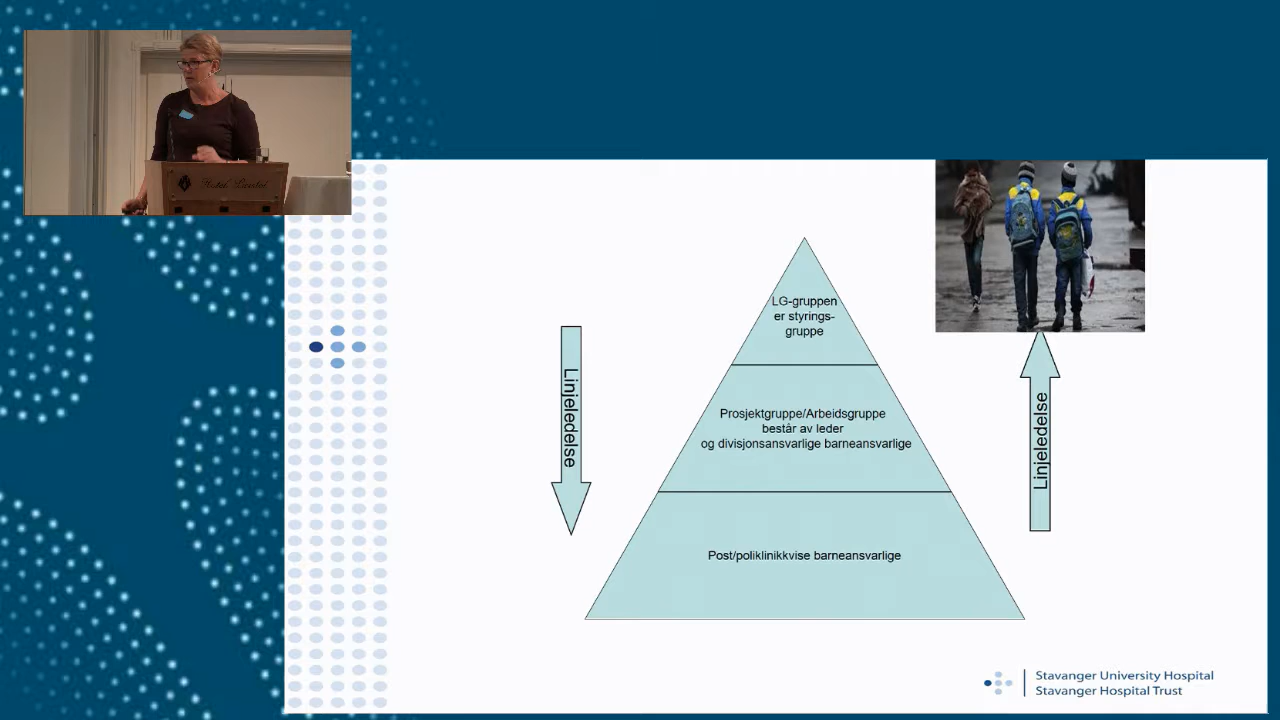 LG-gruppen
er styrings-
gruppe
Linjeledelse
Prosjektgruppe/Arbeidsgruppe
består av leder
og divisjonsansvarlige barneansvarlige
Linjeledelse
Post/poliklinikkvise barneansvarlige
Stavanger University Hospital
Stavanger Hospital Trust